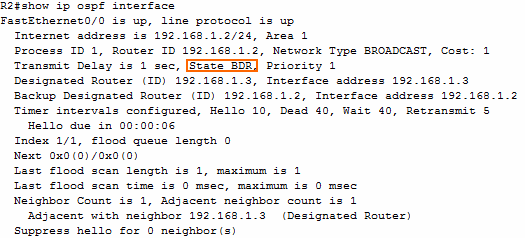 R2#show ip ospf interface
FastEthernet0/0 is up, line protocol is up
Internet address is 192.168.1.2/24, Area 1
Process ID 1, Router ID 192.168.1.2, Network Type BROADCAST, Cost: 1
Transmit Delay is 1 sec, State BDR, Priority 1
Designated Router (ID) 192.168.1.3, Interface address 192.168.1.3
Backup Designated Router (ID) 192.168.1.2, Interface address 192.168.1.2
Timer intervals configured, Hello 10, Dead 40, Wait 40, Retransmit 5
Hello due in 00:00:06
Index 1/1, flood queue length 0
Next 0x0(0)/0x0(0)
Last flood scan length is 1, maximum is 1
Last flood scan time is 0 msec, maximum is 0 msec
Neighbor Count is 1, Adjacent neighbor count is 1
Adjacent with neighbor 192.168.1.3 (Designated Router)
Suppress hello for 0 neighbor(s)